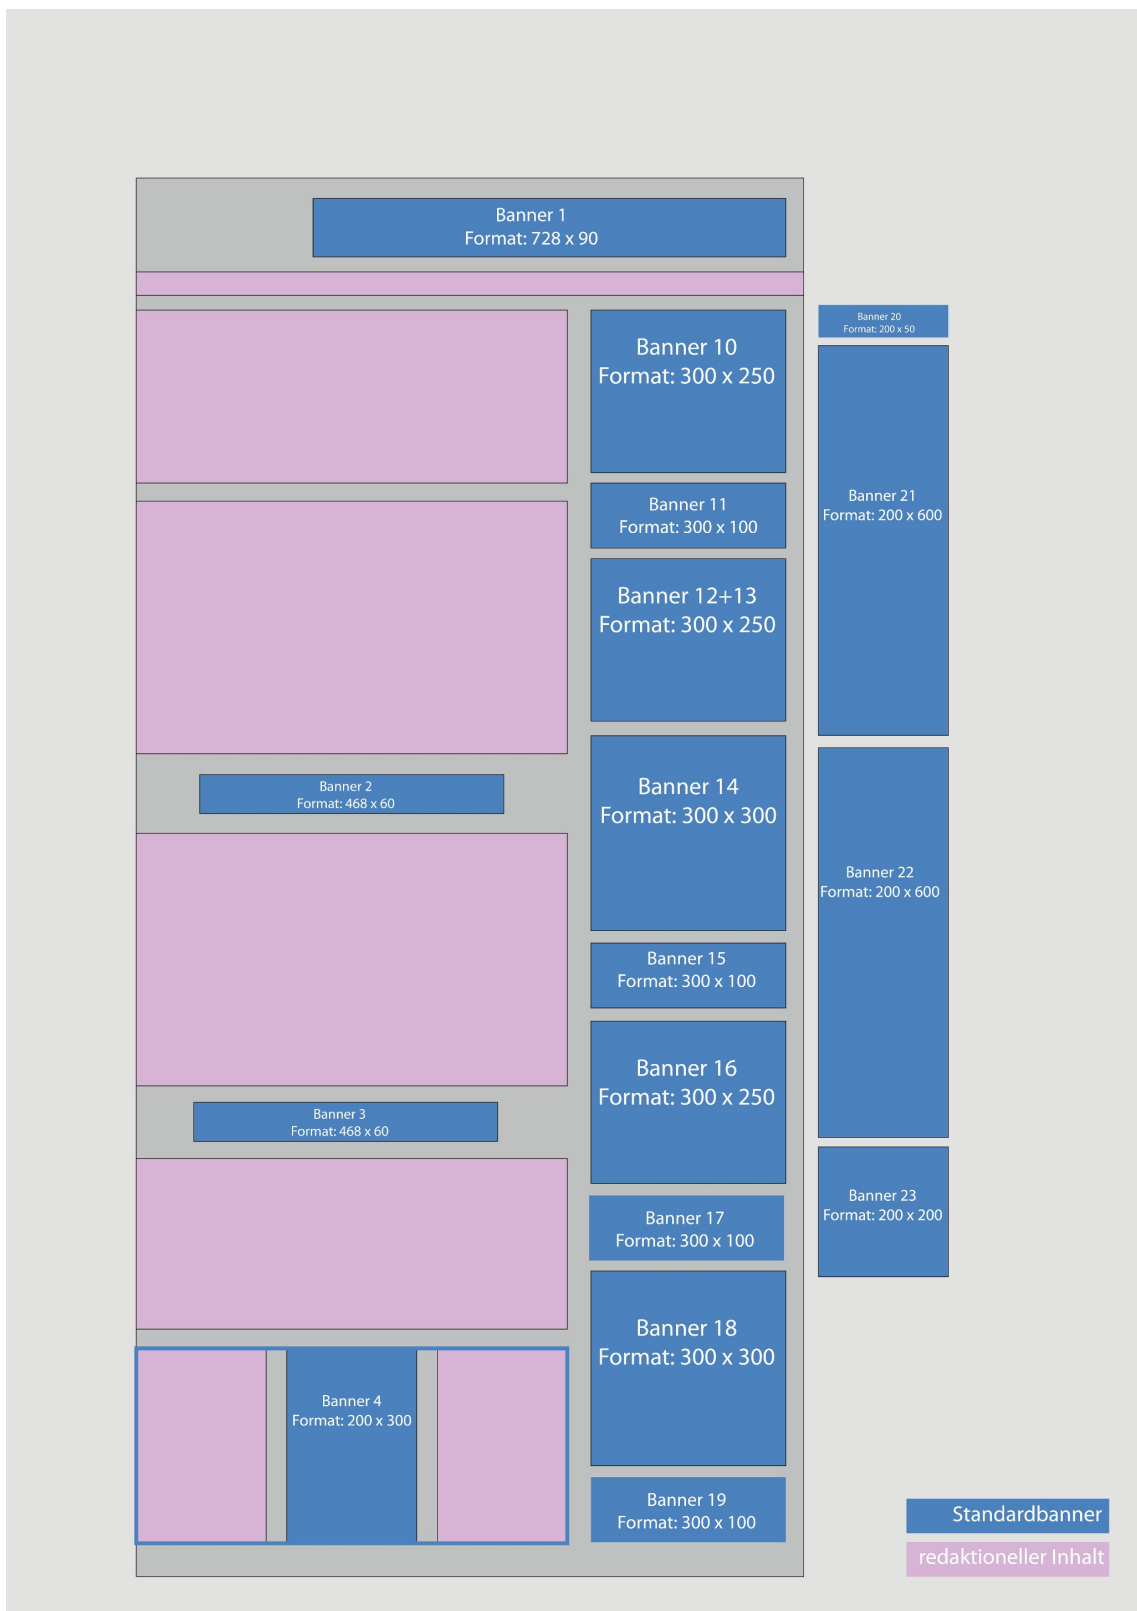 Banner 1
Format: 728 x 90
Banner 10
Format: 300 x 250
Banner 11
Format: 300 x 100
Banner 12+13
Format: 300 x 250
Banner 2
Format: 468 x 60
Banner 14
Format: 300 x 300
Banner 15
Format: 300 x 100
Banner 16
Format: 300 x 250
Banner 3
Format: 468 x 60
Banner 17
Format: 300 x 100
Banner 18
Format: 300 x 300
Banner 4
Format: 200 x 300
Banner 19
Format: 300 x 100
Banner 20
Format: 200 x 50
Banner 21
Format: 200 x 600
Banner 22
Format: 200 x 600
Banner 23
Format: 200 x 200
Standardbanner
redaktioneller Inhalt